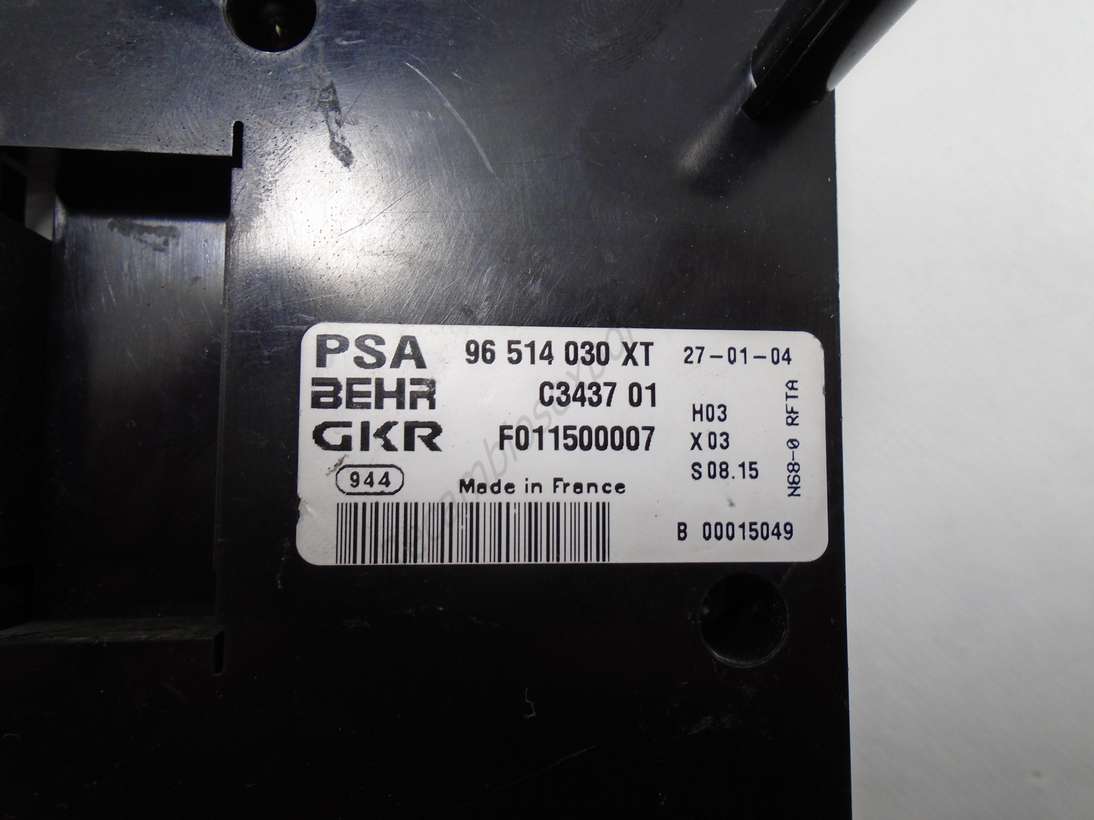 PSA 96 514 030 XT 27-01-04
BEHR C3437 01
GKR F011500007
H03
X03
S08.15
N68-0 RFTA
944 Made in France
B 00015049